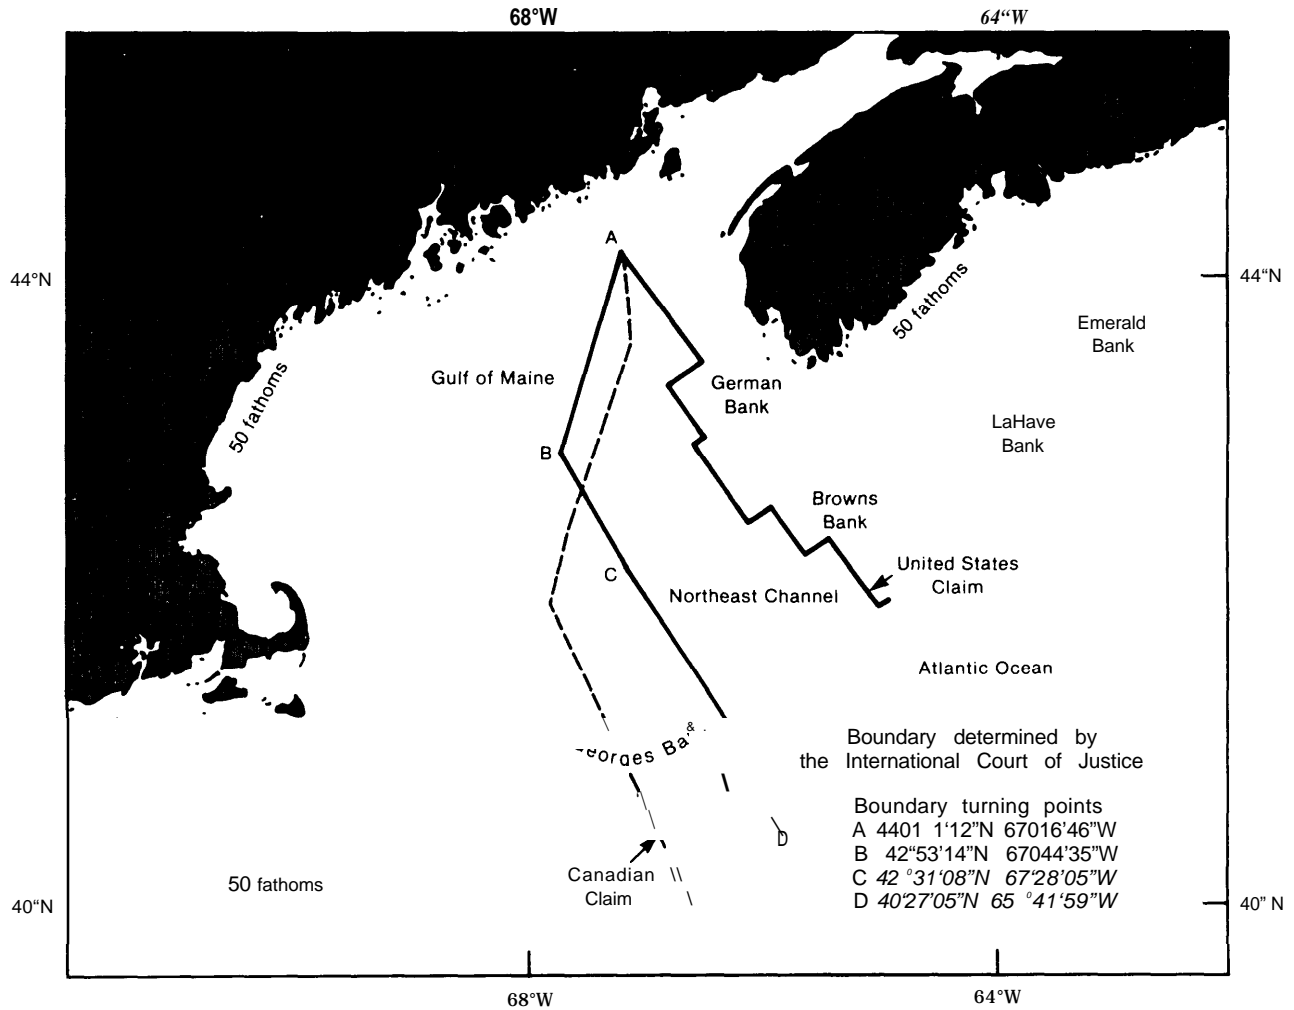 68°W
64“W
A
44°N
44“N
50 fathoms
Emerald
Bank
Gulf of Maine
German
Bank
50 fathoms
LaHave
Bank
B
Browns
Bank
United States
Claim
C
Northeast Channel
Atlantic Ocean
eorges Ba
&
Boundary determined by
the International Court of Justice
Boundary turning points
A 4401 1‘12”N 67016‘46”W
B 42“53‘14”N 67044‘35”W
C 42 °31‘08”N 67‘28‘05”W
D 40‘27‘05”N 65 °41‘59”W
D
Canadian
Claim
50 fathoms
40“N
40” N
68°W
64°W